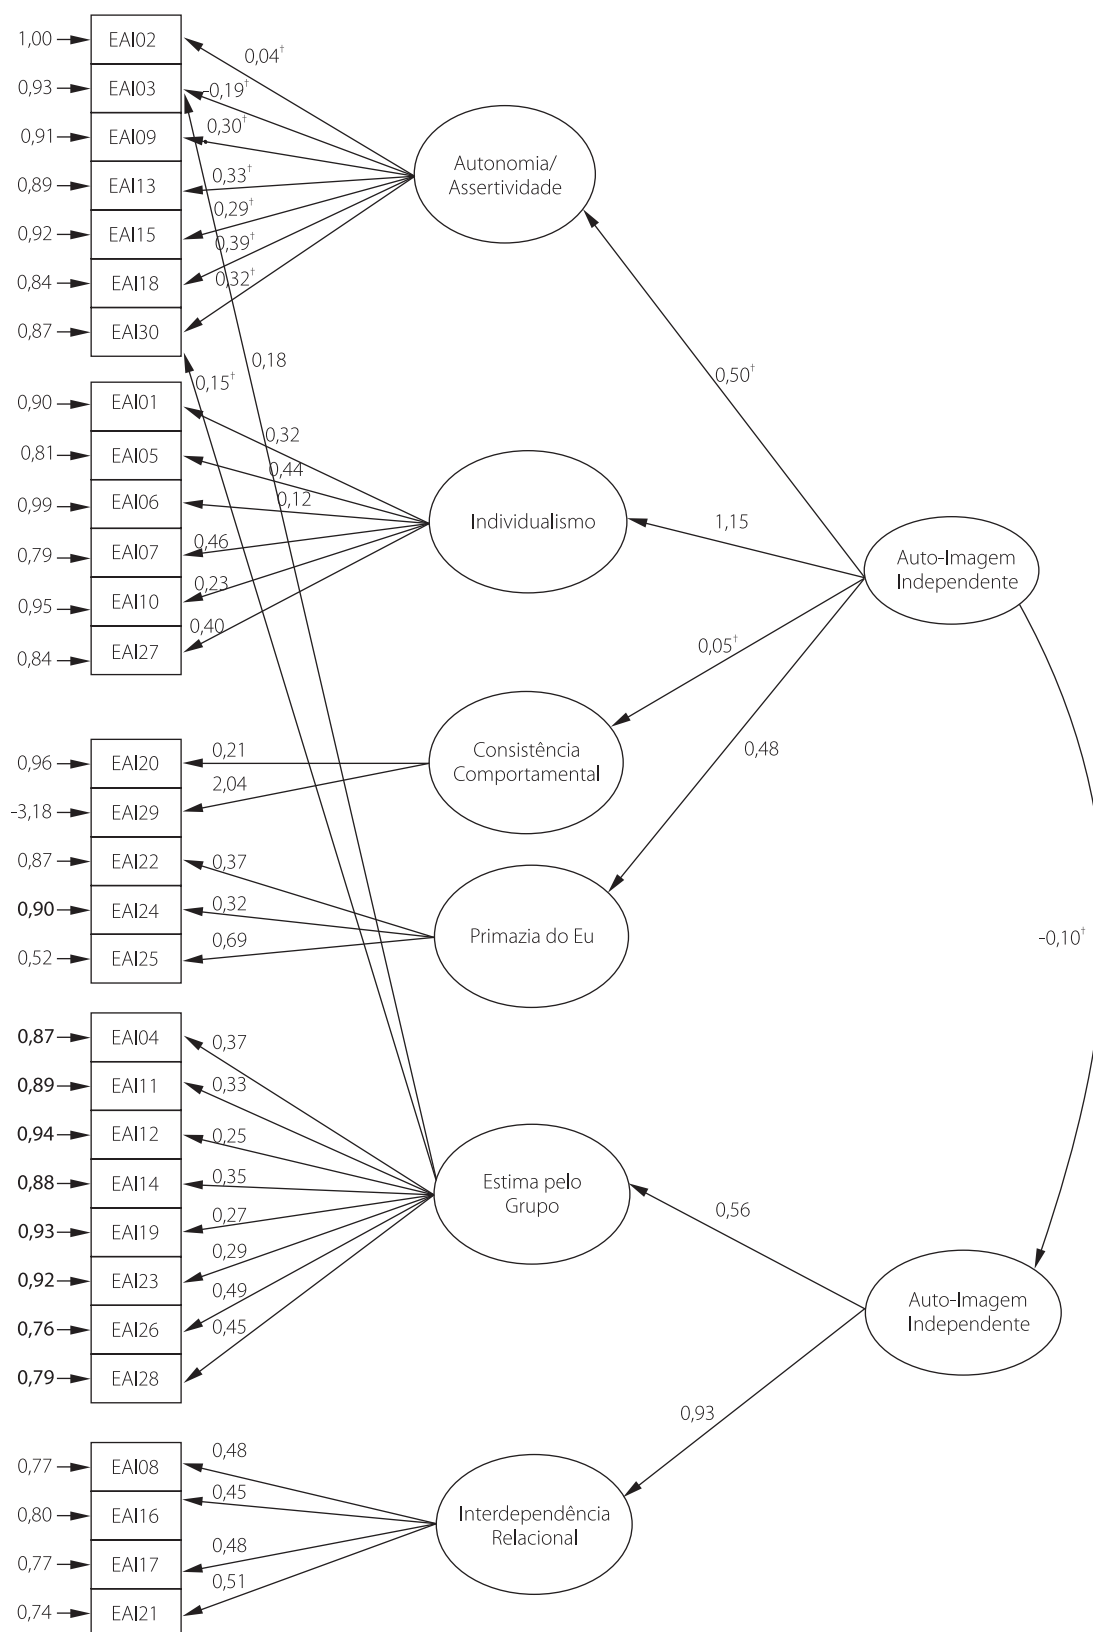 1,00
EAI02
0,04†
0,93
EAI03
-0,19†
0,91
EAI09
0,30†
0,89
EAI13
0,33†
0,92
EAI15
0,29†
0,84
EAI18
0,39†
0,87
EAI30
0,32†
Autonomia/
Assertividade
0,18
0,15†
0,50†
0,90
EAI01
0,32
0,81
EAI05
0,44
0,99
EAI06
0,12
0,79
EAI07
0,46
0,95
EAI10
0,23
0,84
EAI27
0,40
Individualismo
1,15
Auto-Imagem
Independente
0,05†
0,48
0,96
EAI20
0,21
-3,18
EAI29
2,04
Consistência
Comportamental
0,87
EAI22
0,37
0,90
EAI24
0,32
0,52
EAI25
0,69
Primazia do Eu
-0,10†
0,87
EAI04
0,37
0,89
EAI11
0,33
0,94
EAI12
0,25
0,88
EAI14
0,35
0,93
EAI19
0,27
0,92
EAI23
0,29
0,76
EAI26
0,49
0,79
EAI28
0,45
Estima pelo
Grupo
0,56
Auto-Imagem
Independente
0,93
0,77
EAI08
0,48
0,80
EAI16
0,45
0,77
EAI17
0,48
0,74
EAI21
0,51
Interdependência
Relacional